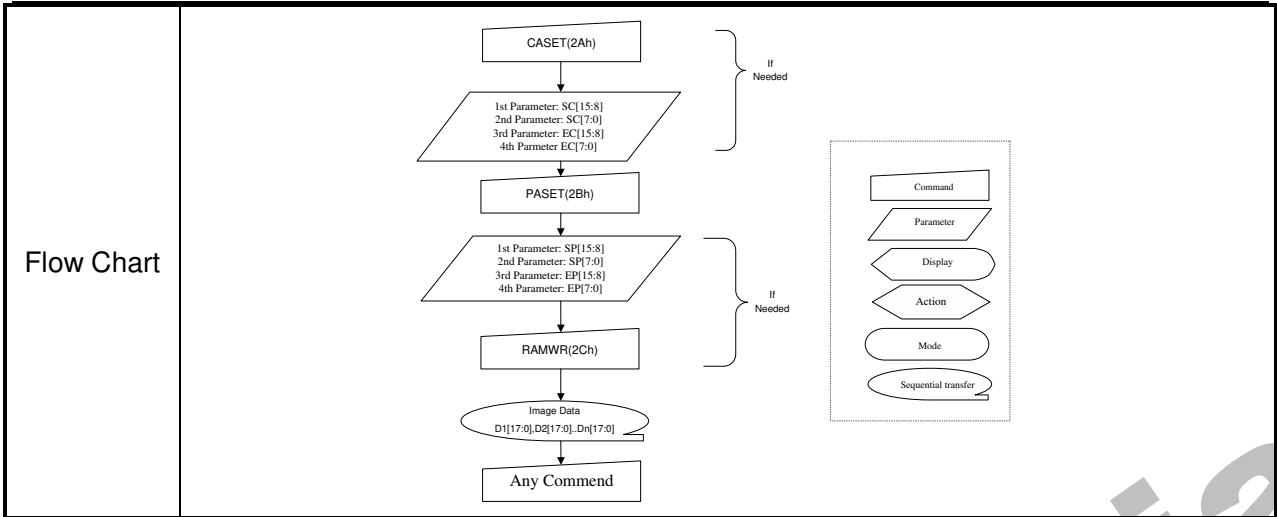 Flow Chart
CASET(2Ah)
If
Needed
1st Parameter: SC[15:8]
2nd Parameter: SC[7:0]
3rd Parameter: EC[15:8]
4th Parmeter EC[7:0]
PASET(2Bh)
1st Parameter: SP[15:8]
2nd Parameter: SP[7:0]
3rd Parameter: EP[15:8]
4th Parameter: EP[7:0]
If
Needed
RAMWR(2Ch)
Image Data
D1[17:0],D2[17:0]..Dn[17:0]
Any Commend
Command
Parameter
Display
Action
Mode
Sequential transfer